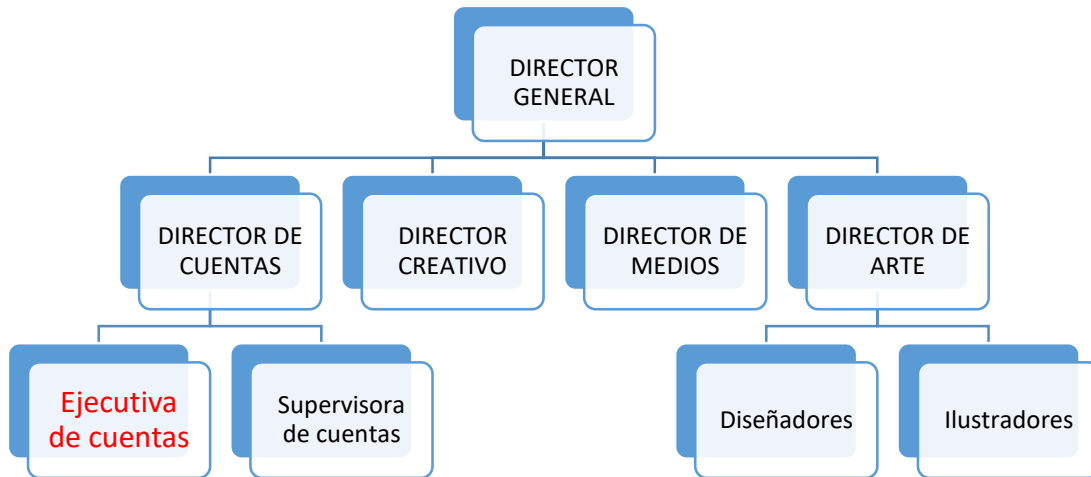 DIRECTOR
GENERAL
DIRECTOR DE
CUENTAS
DIRECTOR
CREATIVO
DIRECTOR DE
MEDIOS
DIRECTOR DE
ARTE
Ejecutiva
de cuentas
Supervisora
de cuentas
Diseñadores
Ilustradores